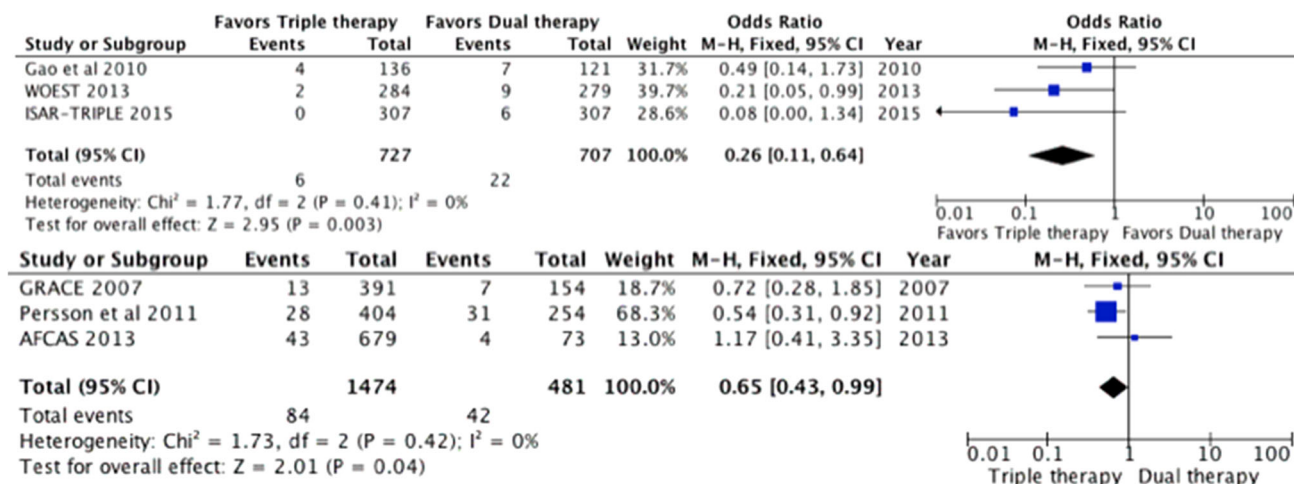 Favors Triple therapy Favors Dual therapy Odds Ratio Odds Ratio
Study or Subgroup Events Total Events Total Weight M-H, Fixed, 95% CI Year M-H, Fixed, 95% CI
Gao et al 2010 4 136 7 121 31.7% 0.49 [0.14, 1.73] 2010
WOEST 2013 2 284 9 279 39.7% 0.21 [0.05, 0.99] 2013
ISAR-TRIPLE 2015 0 307 6 307 28.6% 0.08 [0.00, 1.34] 2015
Total (95% CI) 727 707 100.0% 0.26 [0.11, 0.64]
Total events 6 22
Heterogeneity: Chi² = 1.77, df = 2 (P = 0.41); I² = 0%
Test for overall effect: Z = 2.95 (P = 0.003)
0.01 0.1 1 10 100
Favors Triple therapy Favors Dual therapy
Study or Subgroup Events Total Events Total Weight M-H, Fixed, 95% CI Year M-H, Fixed, 95% CI
GRACE 2007 13 391 7 154 18.7% 0.72 [0.28, 1.85] 2007
Persson et al 2011 28 404 31 254 68.3% 0.54 [0.31, 0.92] 2011
AFCAS 2013 43 679 4 73 13.0% 1.17 [0.41, 3.35] 2013
Total (95% CI) 1474 481 100.0% 0.65 [0.43, 0.99]
Total events 84 42
Heterogeneity: Chi² = 1.73, df = 2 (P = 0.42); I² = 0%
Test for overall effect: Z = 2.01 (P = 0.04)
0.01 0.1 1 10 100
Triple therapy Dual therapy